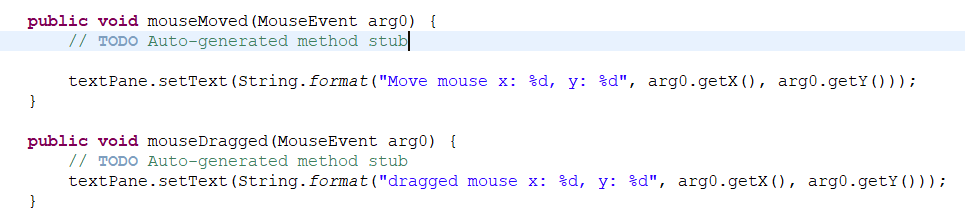 public void mouseMoved(MouseEvent arg0) {
// TODO Auto-generated method stub
textPane.setText(String.format("Move mouse x: %d, y: %d", arg0.getX(), arg0.getY()));
}
public void mouseDragged(MouseEvent arg0) {
// TODO Auto-generated method stub
textPane.setText(String.format("dragged mouse x: %d, y: %d", arg0.getX(), arg0.getY()));
}